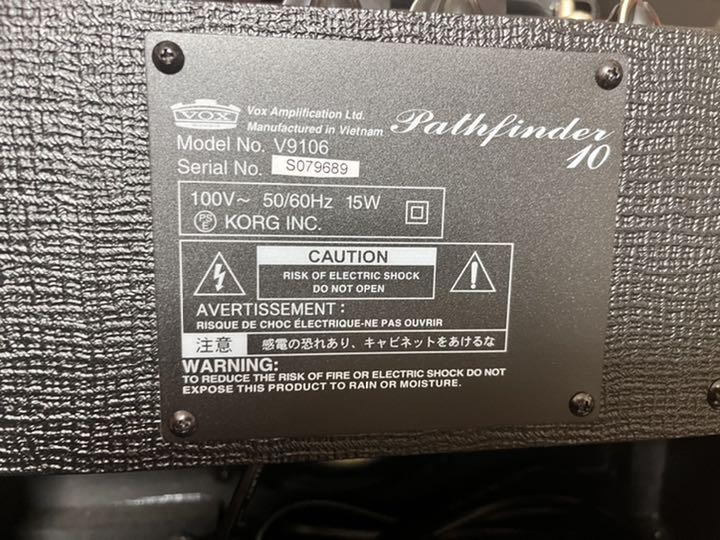 VOX
Vox Amplification Ltd.
Manufactured in Vietnam
Pathfinder
10
Model No. V9106
Serial No. S079689
100V～ 50/60Hz 15W
PS
E
KORG INC.
CAUTION
RISK OF ELECTRIC SHOCK
DO NOT OPEN
AVERTISSEMENT :
RISQUE DE CHOC ÉLECTRIQUE-NE PAS OUVRIR
注意 感電の恐れあり、キャビネットをあけるな
WARNING:
TO REDUCE THE RISK OF FIRE OR ELECTRIC SHOCK DO NOT
EXPOSE THIS PRODUCT TO RAIN OR MOISTURE.